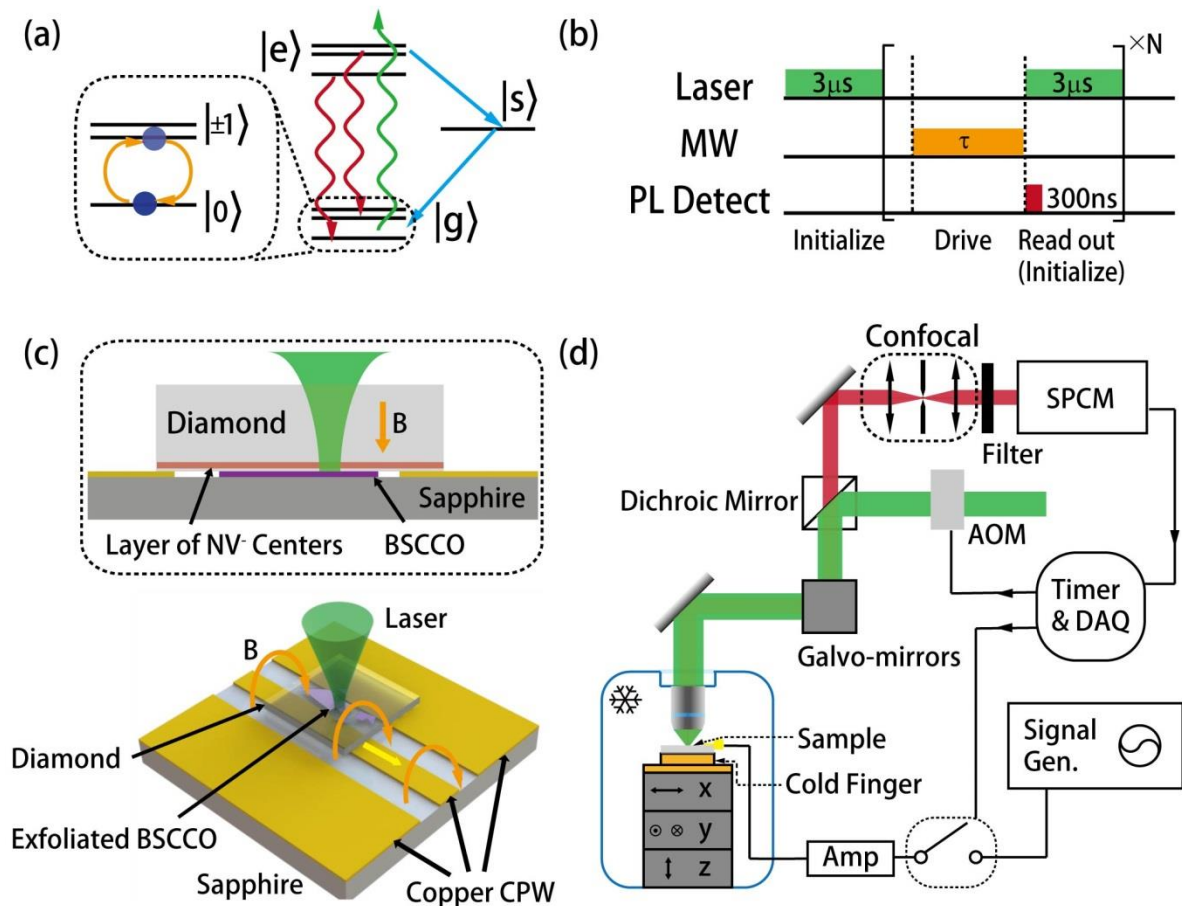 (a)
|e⟩
|s⟩
|±1⟩
|0⟩
|g⟩
(b)
×N
Laser
3μs
3μs
MW
τ
PL Detect
300ns
Initialize
Drive
Read out
(Initialize)
(c)
Diamond
B
Sapphire
Layer of NV- Centers
BSCCO
Laser
B
Diamond
Exfoliated BSCCO
Sapphire
Copper CPW
(d)
Confocal
SPCM
Filter
Dichroic Mirror
AOM
Timer
& DAQ
Galvo-mirrors
Sample
Cold Finger
x
y
z
Signal
Gen.
Amp